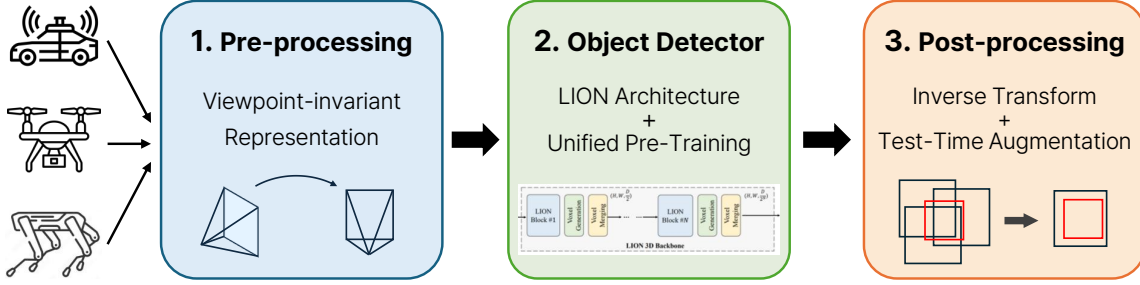 1. Pre-processing
Viewpoint-invariant
Representation
2. Object Detector
LION Architecture
+
Unified Pre-Training
LION
Block #1
Voxel
Generation
Voxel
Merging
(H, W, D/2)
... ...
LION
Block #N
Voxel
Generation
Voxel
Merging
LION 3D Backbone
3. Post-processing
Inverse Transform
+
Test-Time Augmentation